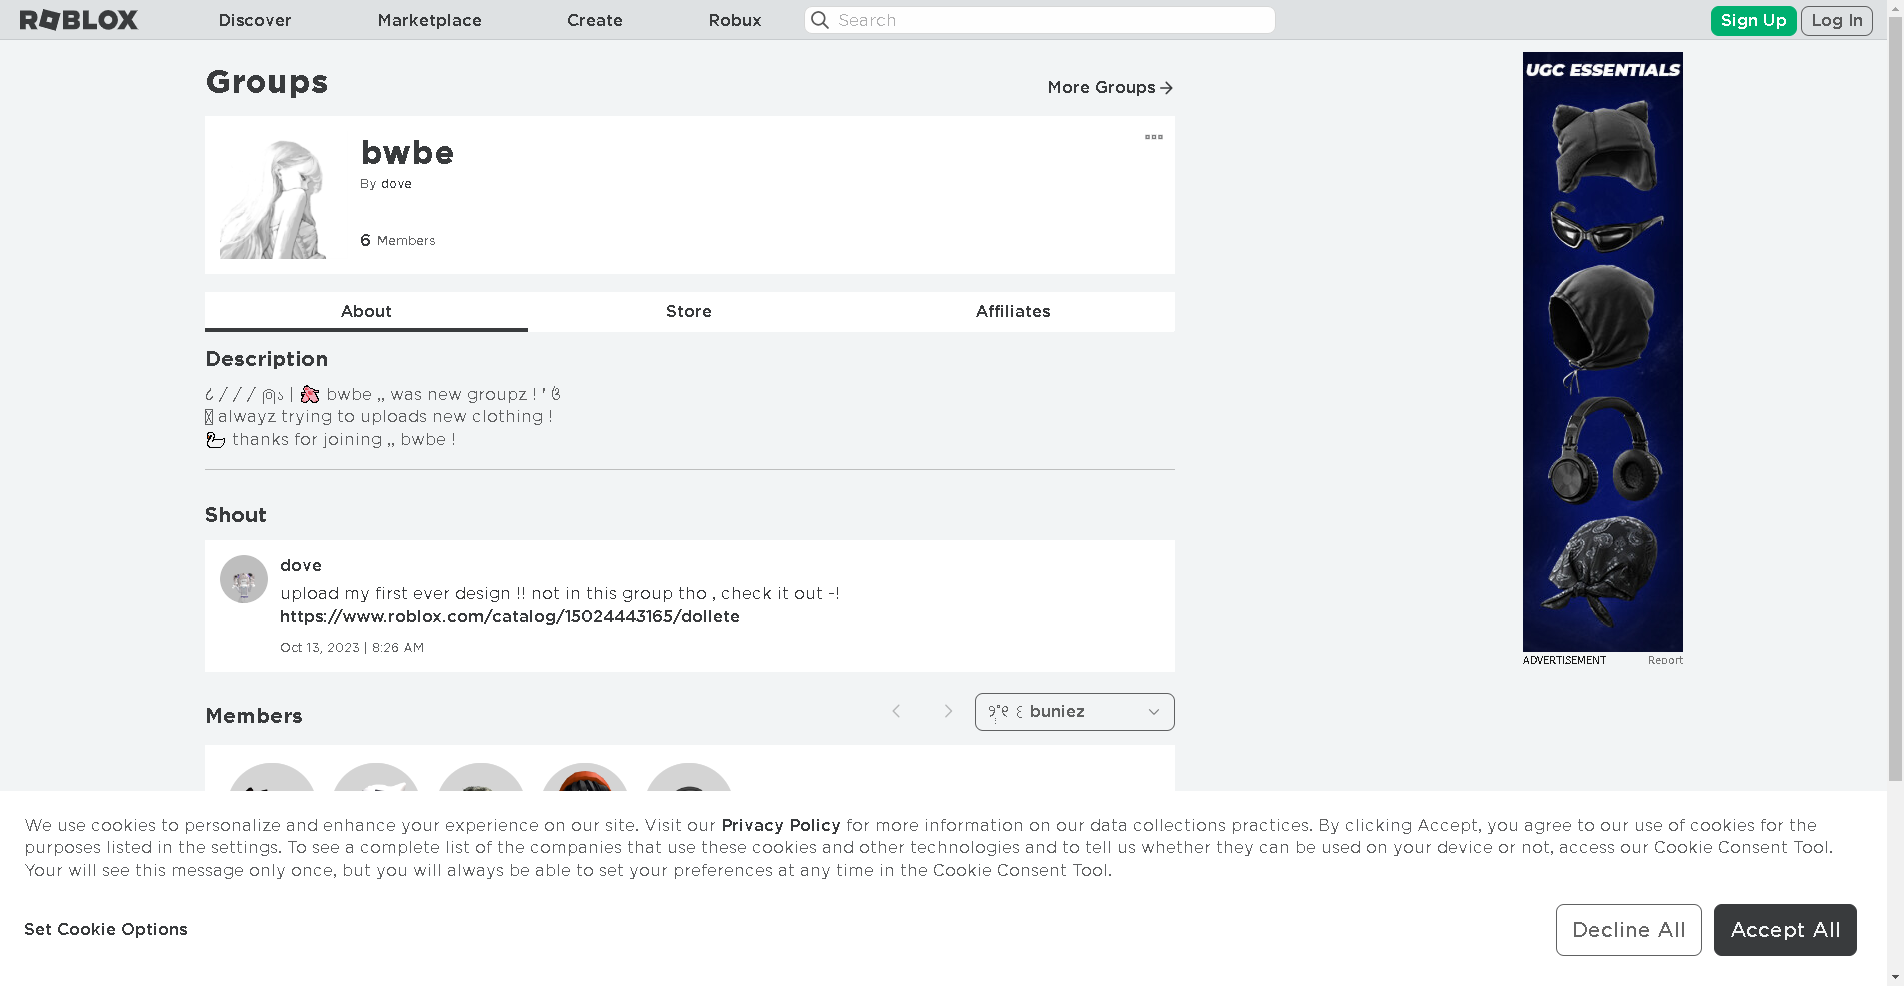 ROBLOX
Discover
Marketplace
Create
Robux
Search
Sign Up
Log In
Groups
More Groups
bwbe
By dove
6 Members
About
Store
Affiliates
Description
bwbe ,, was new groupz ! '
alwayz trying to uploads new clothing !
🦢 thanks for joining ,, bwbe !
Shout
dove
upload my first ever design !! not in this group tho , check it out ~!
https://www.roblox.com/catalog/15024443165/dollete
Oct 13, 2023 | 8:26 AM
Members
buniez
UGC ESSENTIALS
ADVERTISEMENT
Report
We use cookies to personalize and enhance your experience on our site. Visit our Privacy Policy for more information on our data collections practices. By clicking Accept, you agree to our use of cookies for the
purposes listed in the settings. To see a complete list of the companies that use these cookies and other technologies and to tell us whether they can be used on your device or not, access our Cookie Consent Tool.
Your will see this message only once, but you will always be able to set your preferences at any time in the Cookie Consent Tool.
Set Cookie Options
Decline All
Accept All